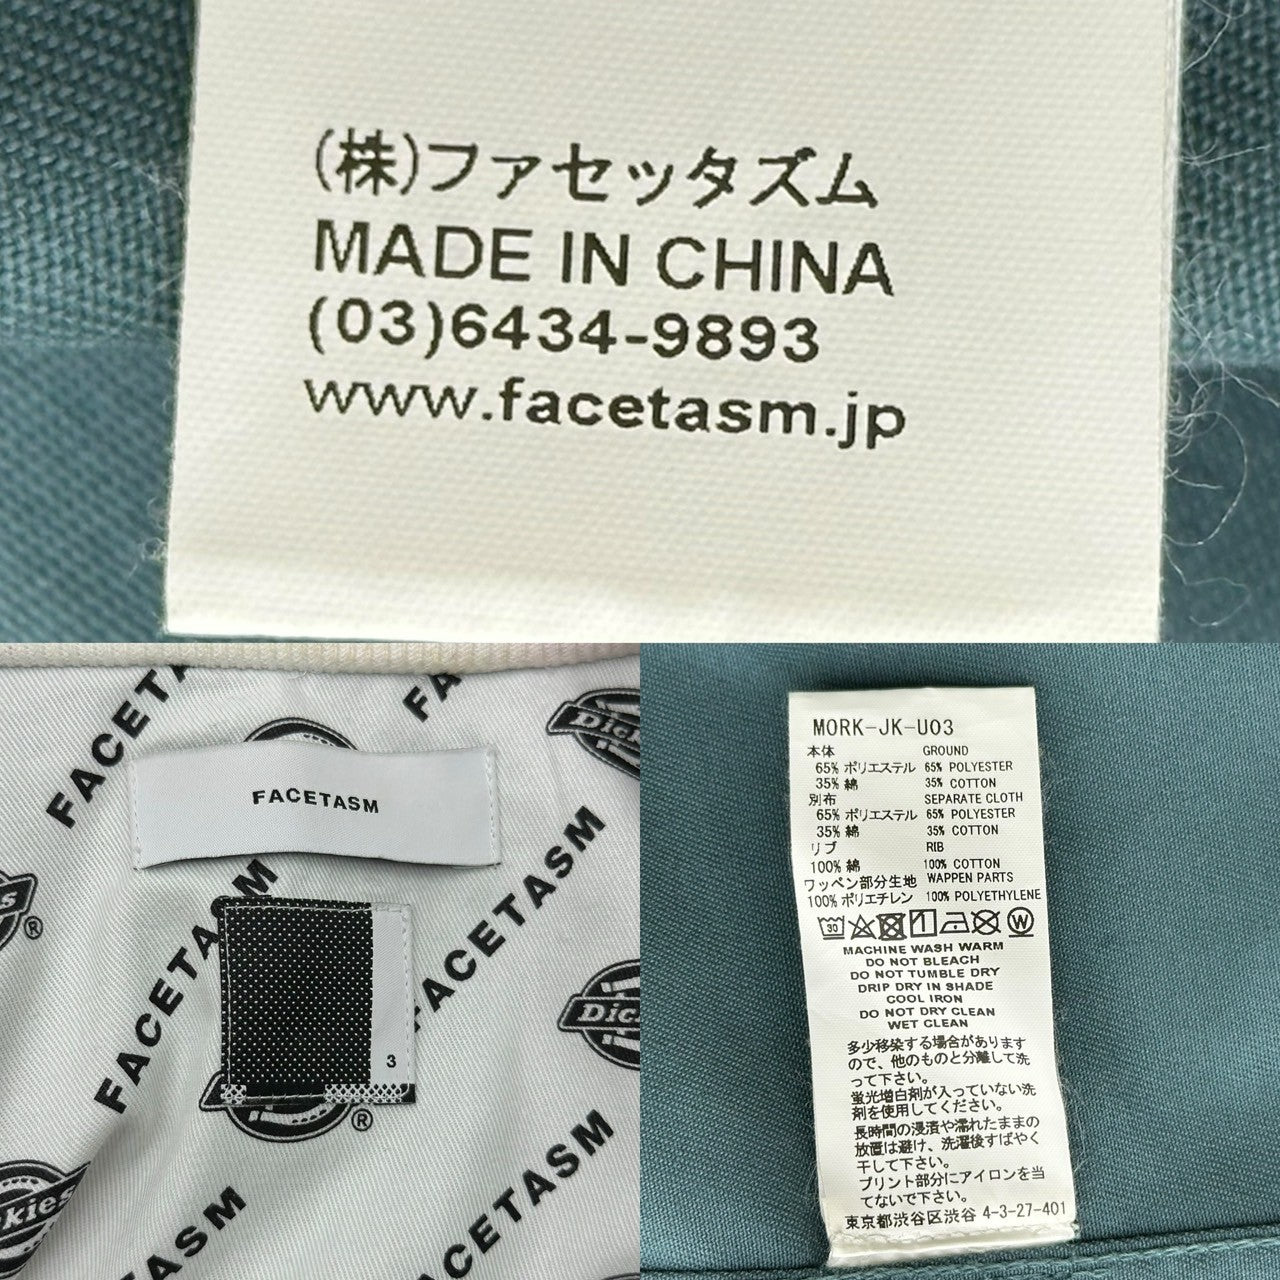 (株)ファセッタズム
MADE IN CHINA
(03)6434-9893
www.facetasm.jp
FACETA
FA
Dick
FACETASM
FACETASM
FACETASM
®
3
Dic
®
FACETASM
kies
SM
MORK-JK-U03
本体 GROUND
65% ポリエステル 65% POLYESTER
35% 綿 35% COTTON
別布 SEPARATE CLOTH
65% ポリエステル 65% POLYESTER
35% 綿 35% COTTON
リブ RIB
100% 綿 100% COTTON
ワッペン部分生地 WAPPEN PARTS
100% ポリエチレン 100% POLYETHYLENE
30 W
MACHINE WASH WARM
DO NOT BLEACH
DO NOT TUMBLE DRY
DRIP DRY IN SHADE
COOL IRON
DO NOT DRY CLEAN
WET CLEAN
多少移染する場合があります
ので、他のものと分離して洗
って下さい。
蛍光増白剤が入っていない洗
剤を使用してください。
長時間の浸漬や濡れたままの
放置は避け、洗濯後すばやく
干して下さい。
プリント部分にアイロンを当
てないで下さい。
東京都渋谷区渋谷 4-3-27-401